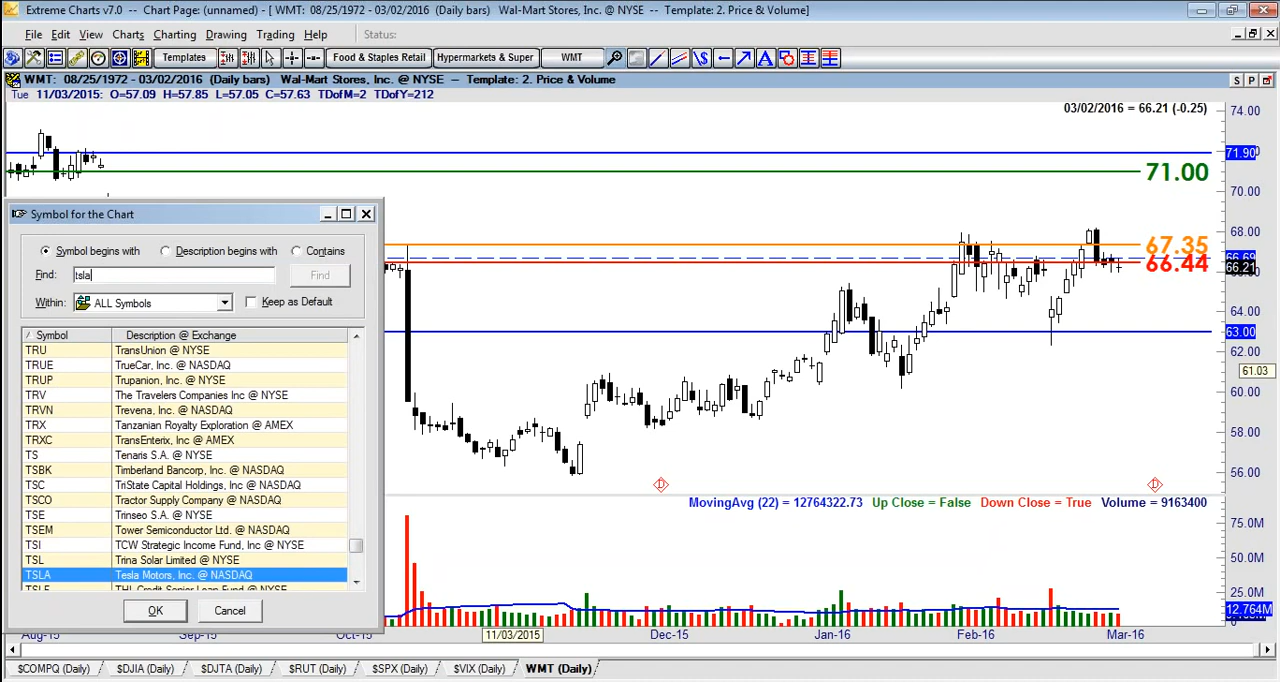 Extreme Charts v7.0 -- Chart Page: (unnamed) - [ WMT: 08/25/1972 - 03/02/2016 (Daily bars) Wal-Mart Stores, Inc. @ NYSE -- Template: 2. Price & Volume]
File Edit View Charts Charting Drawing Trading Help Status:
Templates Food & Staples Retail Hypermarkets & Super WMT
WMT: 08/25/1972 - 03/02/2016 (Daily bars) Wal-Mart Stores, Inc. @ NYSE -- Template: 2. Price & Volume S P
Tue 11/03/2015: O=57.09 H=57.85 L=57.05 C=57.63 TDofM=2 TDofY=212
03/02/2016 = 66.21 (-0.25)
74.00
71.90
71.00
70.00
68.00
67.35
66.69
66.44
66.21
64.00
63.00
62.00
61.03
60.00
58.00
56.00
Symbol for the Chart
Symbol begins with Description begins with Contains
Find: tsla Find
Within: ALL Symbols Keep as Default
Symbol Description @ Exchange
TRU TransUnion @ NYSE
TRUE TrueCar, Inc. @ NASDAQ
TRUP Trupanion, Inc. @ NYSE
TRV The Travelers Companies Inc @ NYSE
TRVN Trevena, Inc. @ NASDAQ
TRX Tanzanian Royalty Exploration @ AMEX
TRXC TransEnterix, Inc @ AMEX
TS Tenaris S.A. @ NYSE
TSBK Timberland Bancorp, Inc. @ NASDAQ
TSC TriState Capital Holdings, Inc. @ NASDAQ
TSCO Tractor Supply Company @ NASDAQ
TSE Trinseo S.A. @ NYSE
TSEM Tower Semiconductor Ltd. @ NASDAQ
TSI TCW Strategic Income Fund, Inc @ NYSE
TSL Trina Solar Limited @ NYSE
TSLA Tesla Motors, Inc. @ NASDAQ
TSLF THL Credit Senior Loan Fund @ NYSE
OK Cancel
D D
MovingAvg (22) = 12764322.73 Up Close = False Down Close = True Volume = 9163400
75.0M
50.0M
25.0M
12.764M
Aug-15 Sep-15 Oct-15 11/03/2015 Dec-15 Jan-16 Feb-16 Mar-16
$COMPQ (Daily) $DJIA (Daily) $DJTA (Daily) $RUT (Daily) $SPX (Daily) $VIX (Daily) WMT (Daily)